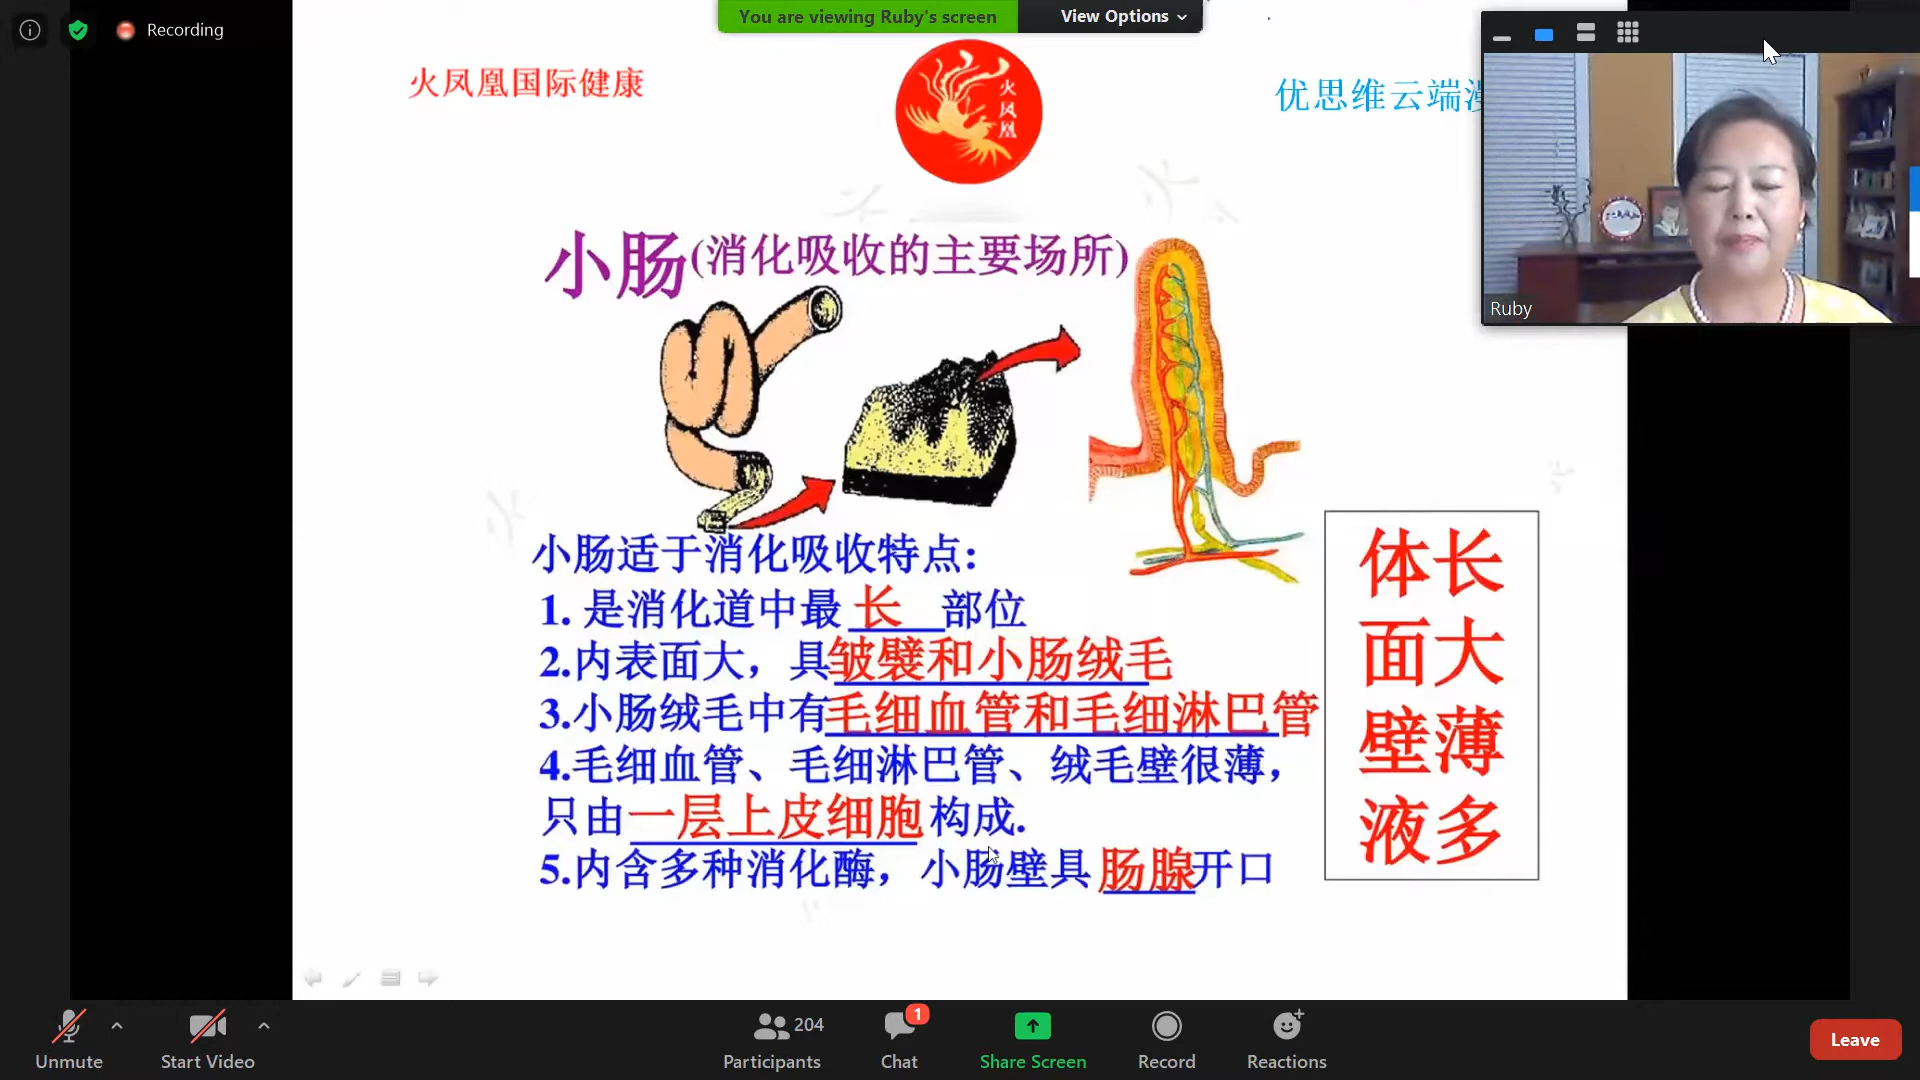 Recording
You are viewing Ruby's screen
View Options
火凤凰国际健康
火凤凰
优思维云端
Ruby
小肠(消化吸收的主要场所)
小肠适于消化吸收特点:
1. 是消化道中最长部位
2.内表面大，具皱襞和小肠绒毛
3.小肠绒毛中有毛细血管和毛细淋巴管
4.毛细血管、毛细淋巴管、绒毛壁很薄，
只由一层上皮细胞构成.
5.内含多种消化酶，小肠壁具肠腺开口
体长
面大
壁薄
液多
Unmute
Start Video
204
Participants
1
Chat
Share Screen
Record
Reactions
Leave